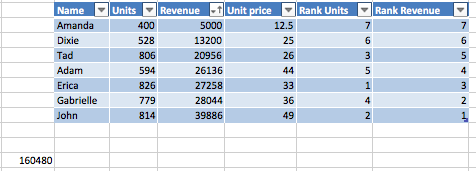 Name Units Revenue Unit price Rank Units Rank Revenue
Amanda 400 5000 12.5 7 7
Dixie 528 13200 25 6 6
Tad 806 20956 26 3 5
Adam 594 26136 44 5 4
Erica 826 27258 33 1 3
Gabrielle 779 28044 36 4 2
John 814 39886 49 2 1
160480